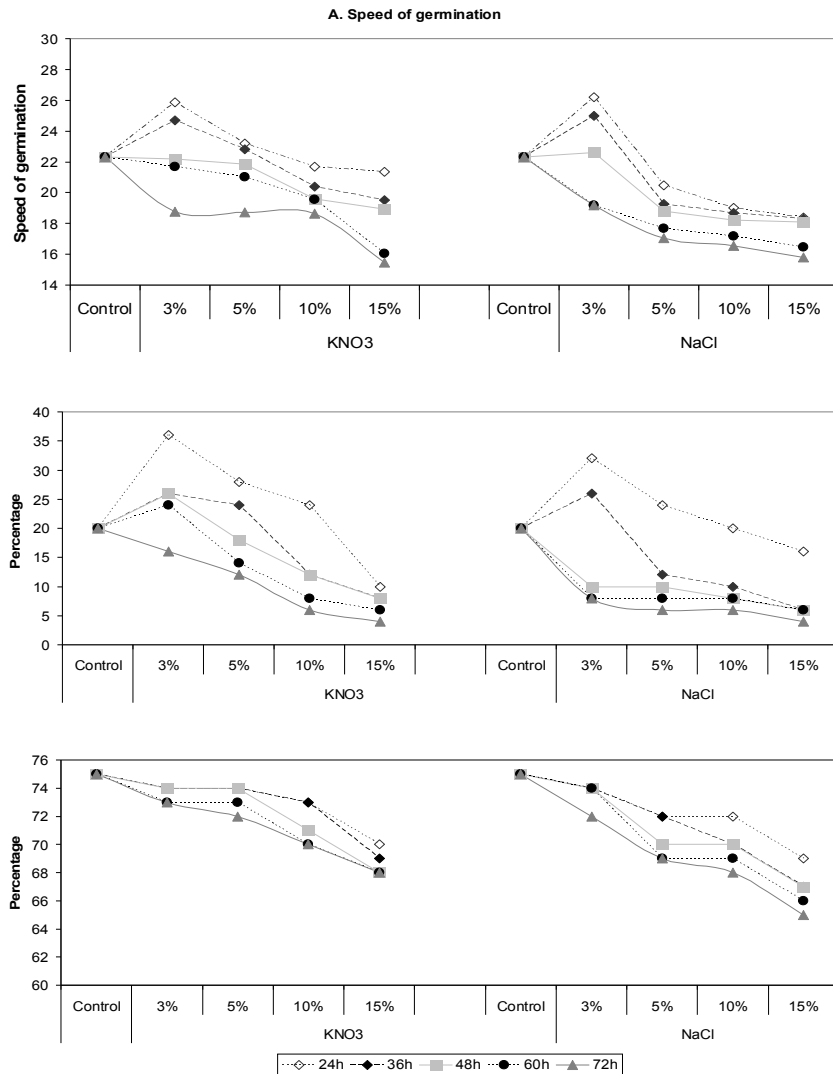 A. Speed of germination
Speed of germination
30
28
26
24
22
20
18
16
14
Control 3% 5% 10% 15% Control 3% 5% 10% 15%
KNO3 NaCl
Percentage
40
35
30
25
20
15
10
5
0
Control 3% 5% 10% 15% Control 3% 5% 10% 15%
KNO3 NaCl
Percentage
76
74
72
70
68
66
64
62
60
Control 3% 5% 10% 15% Control 3% 5% 10% 15%
KNO3 NaCl
24h 36h 48h 60h 72h